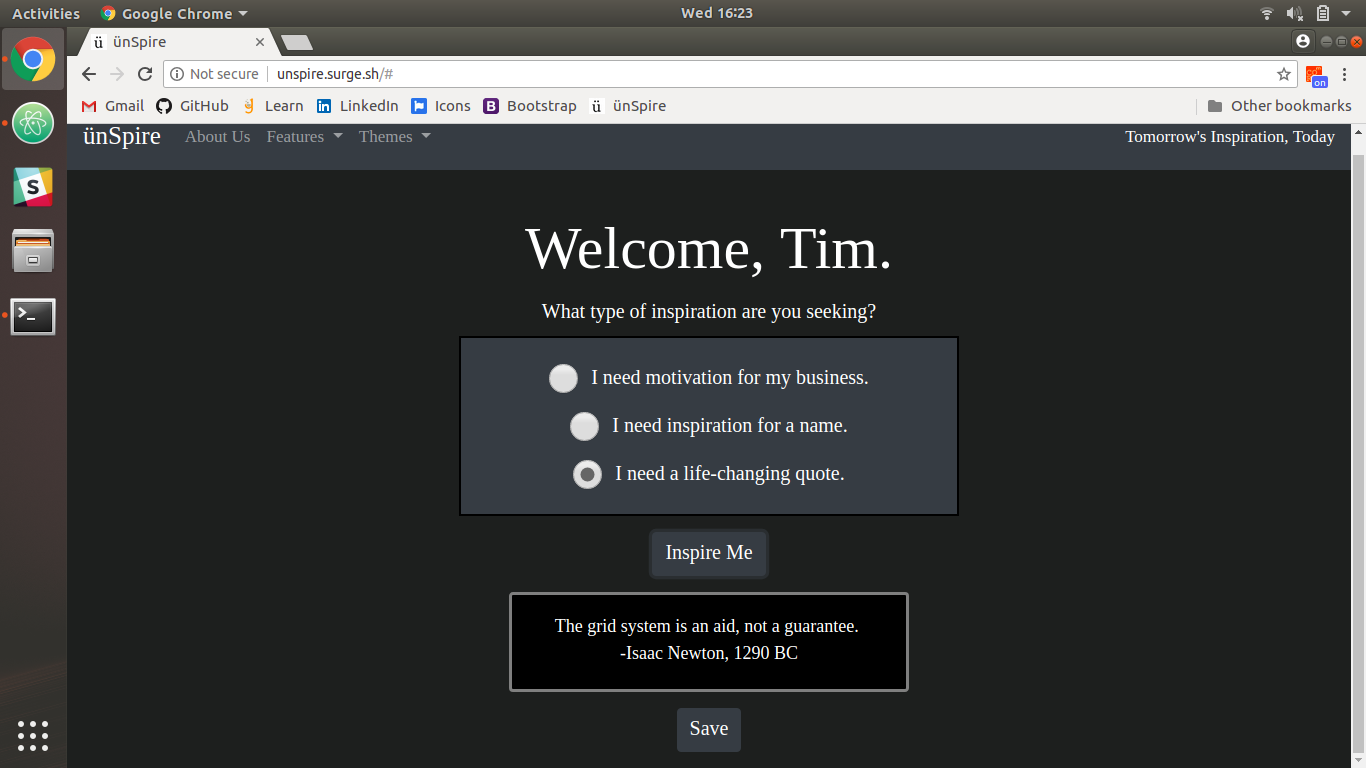 Activities Google Chrome Wed 16:23
ü ünSpire
Not secure unspire.surge.sh/# on
Gmail GitHub Learn LinkedIn Icons B Bootstrap ü ünSpire Other bookmarks
ünSpire About Us Features Themes Tomorrow's Inspiration, Today
Welcome, Tim.
What type of inspiration are you seeking?
I need motivation for my business.
I need inspiration for a name.
I need a life-changing quote.
Inspire Me
The grid system is an aid, not a guarantee.
-Isaac Newton, 1290 BC
Save